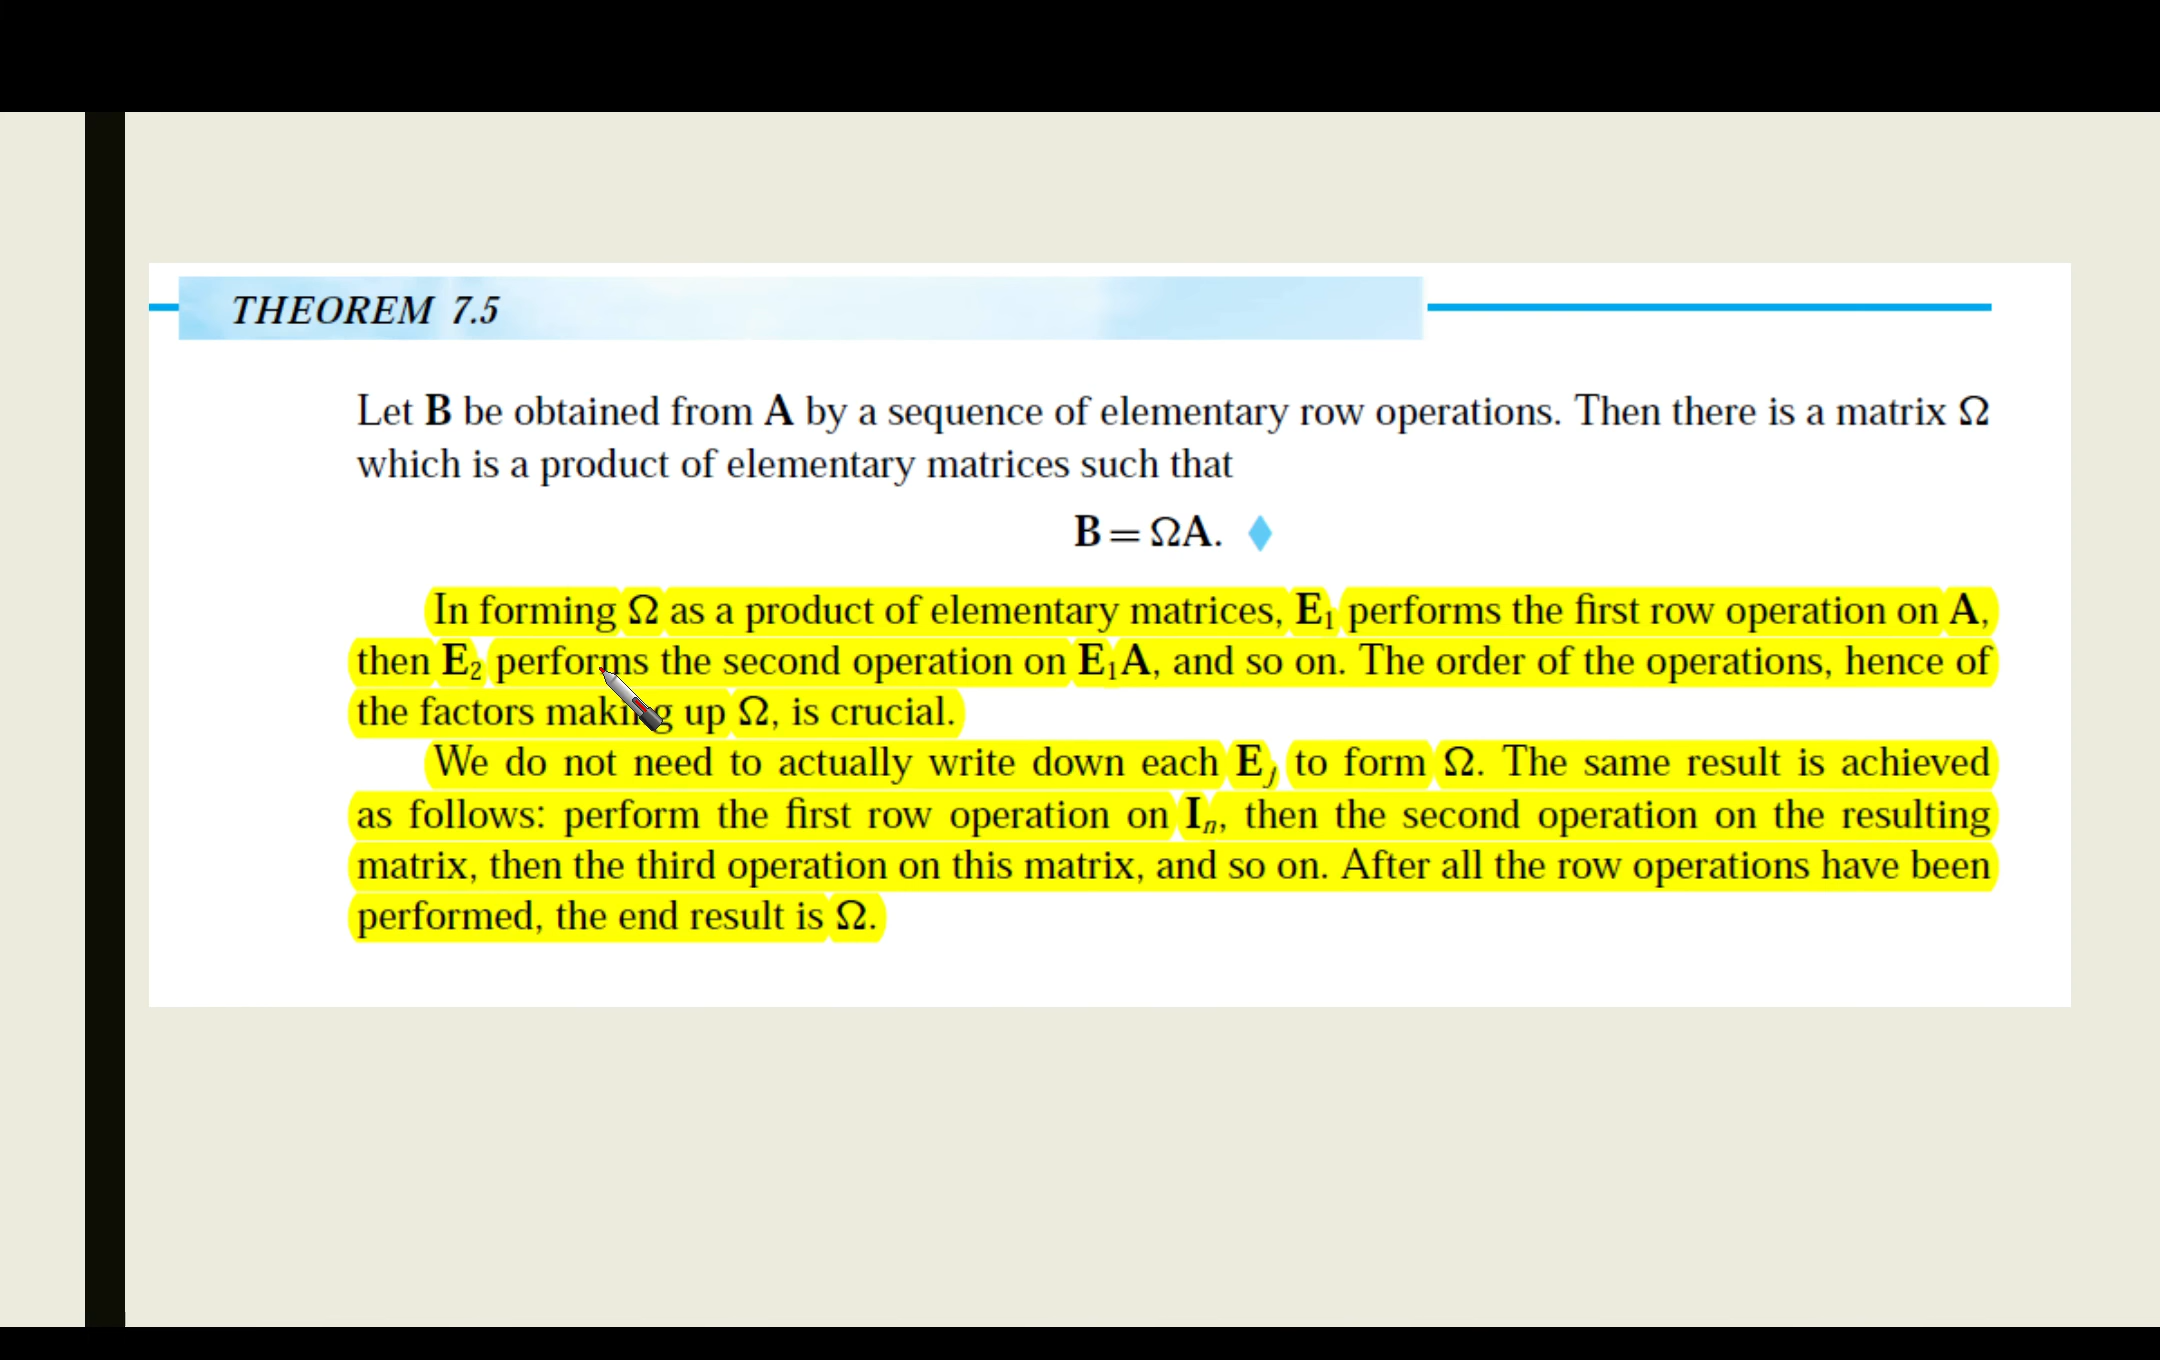 THEOREM 7.5
Let B be obtained from A by a sequence of elementary row operations. Then there is a matrix Ω
which is a product of elementary matrices such that
B = ΩA. ♦
In forming Ω as a product of elementary matrices, E₁ performs the first row operation on A,
then E₂ performs the second operation on E₁A, and so on. The order of the operations, hence of
the factors making up Ω, is crucial.
We do not need to actually write down each Eⱼ to form Ω. The same result is achieved
as follows: perform the first row operation on Iₙ, then the second operation on the resulting
matrix, then the third operation on this matrix, and so on. After all the row operations have been
performed, the end result is Ω.